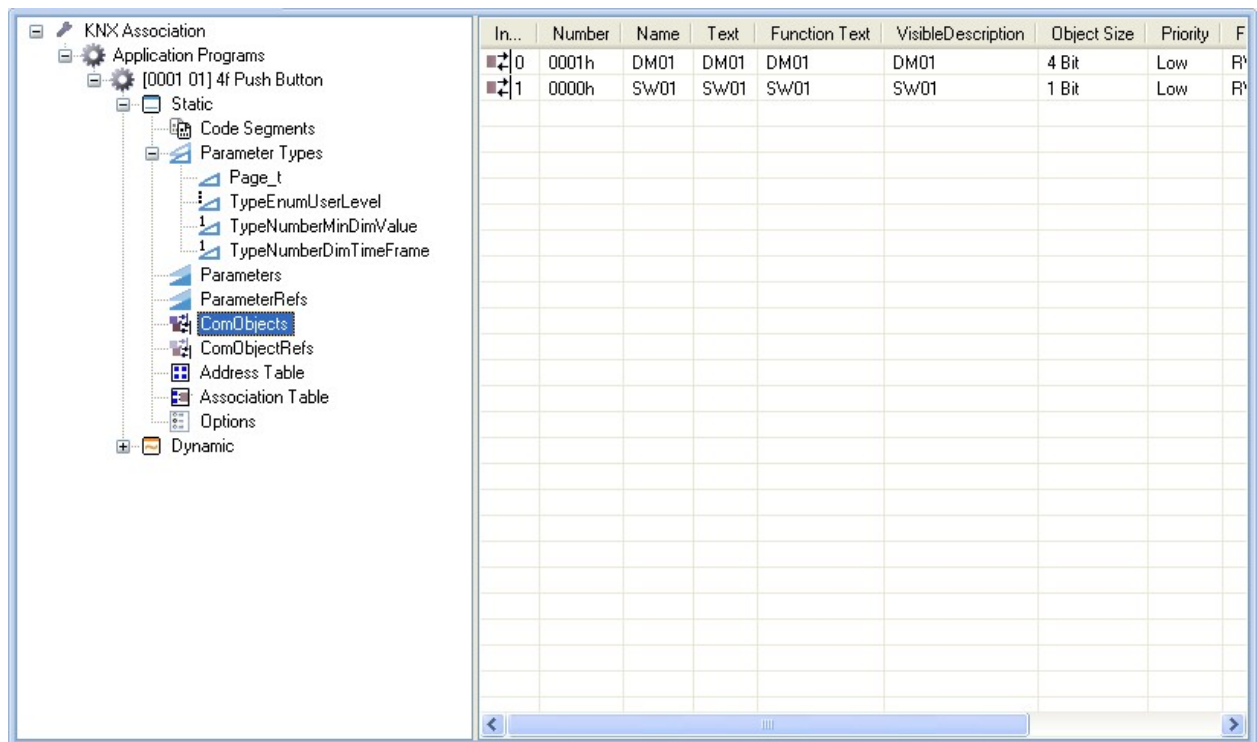 KNX Association
Application Programs
[0001 01] 4f Push Button
Static
Code Segments
Parameter Types
Page_t
TypeEnumUserLevel
TypeNumberMinDimValue
TypeNumberDimTimeFrame
Parameters
ParameterRefs
ComObjects
ComObjectRefs
Address Table
Association Table
Options
Dynamic
In... Number Name Text Function Text VisibleDescription Object Size Priority
0 0001h DM01 DM01 DM01 DM01 4 Bit Low
1 0000h SW01 SW01 SW01 SW01 1 Bit Low